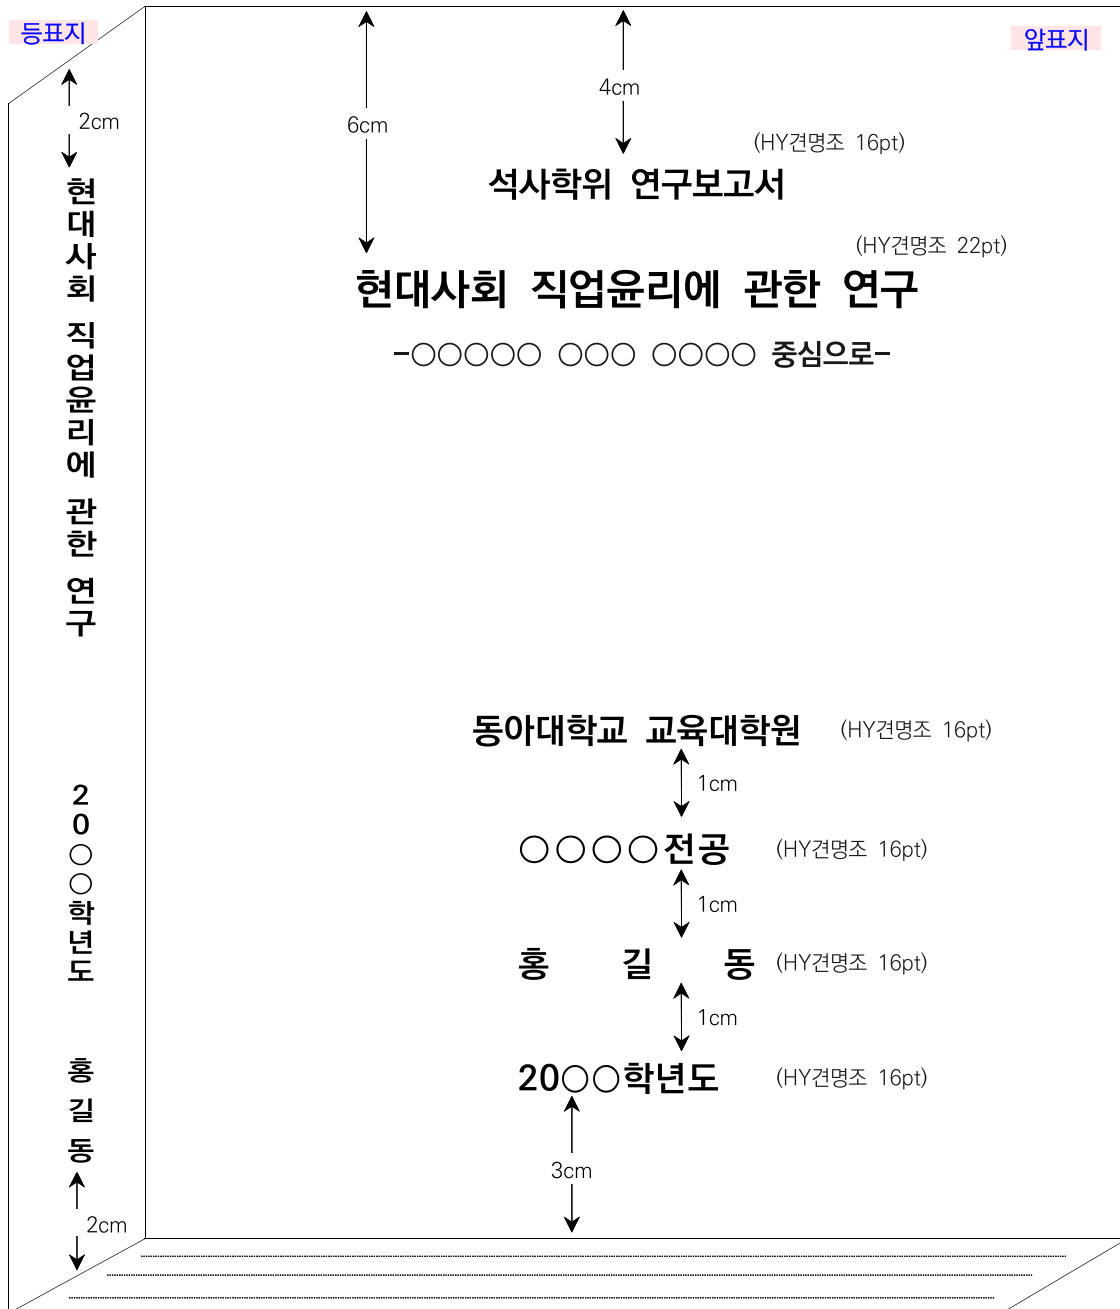 등표지
앞표지
4cm
2cm
6cm
(HY견명조 16pt)
석사학위 연구보고서
(HY견명조 22pt)
현대사회 직업윤리에 관한 연구
-○○○○○ ○○○ ○○○○ 중심으로-
현대사회 직업윤리에 관한 연구
동아대학교 교육대학원 (HY견명조 16pt)
1cm
○○○○전공 (HY견명조 16pt)
1cm
홍 길 동 (HY견명조 16pt)
1cm
20○○학년도 (HY견명조 16pt)
3cm
20○○학년도
홍길동
2cm